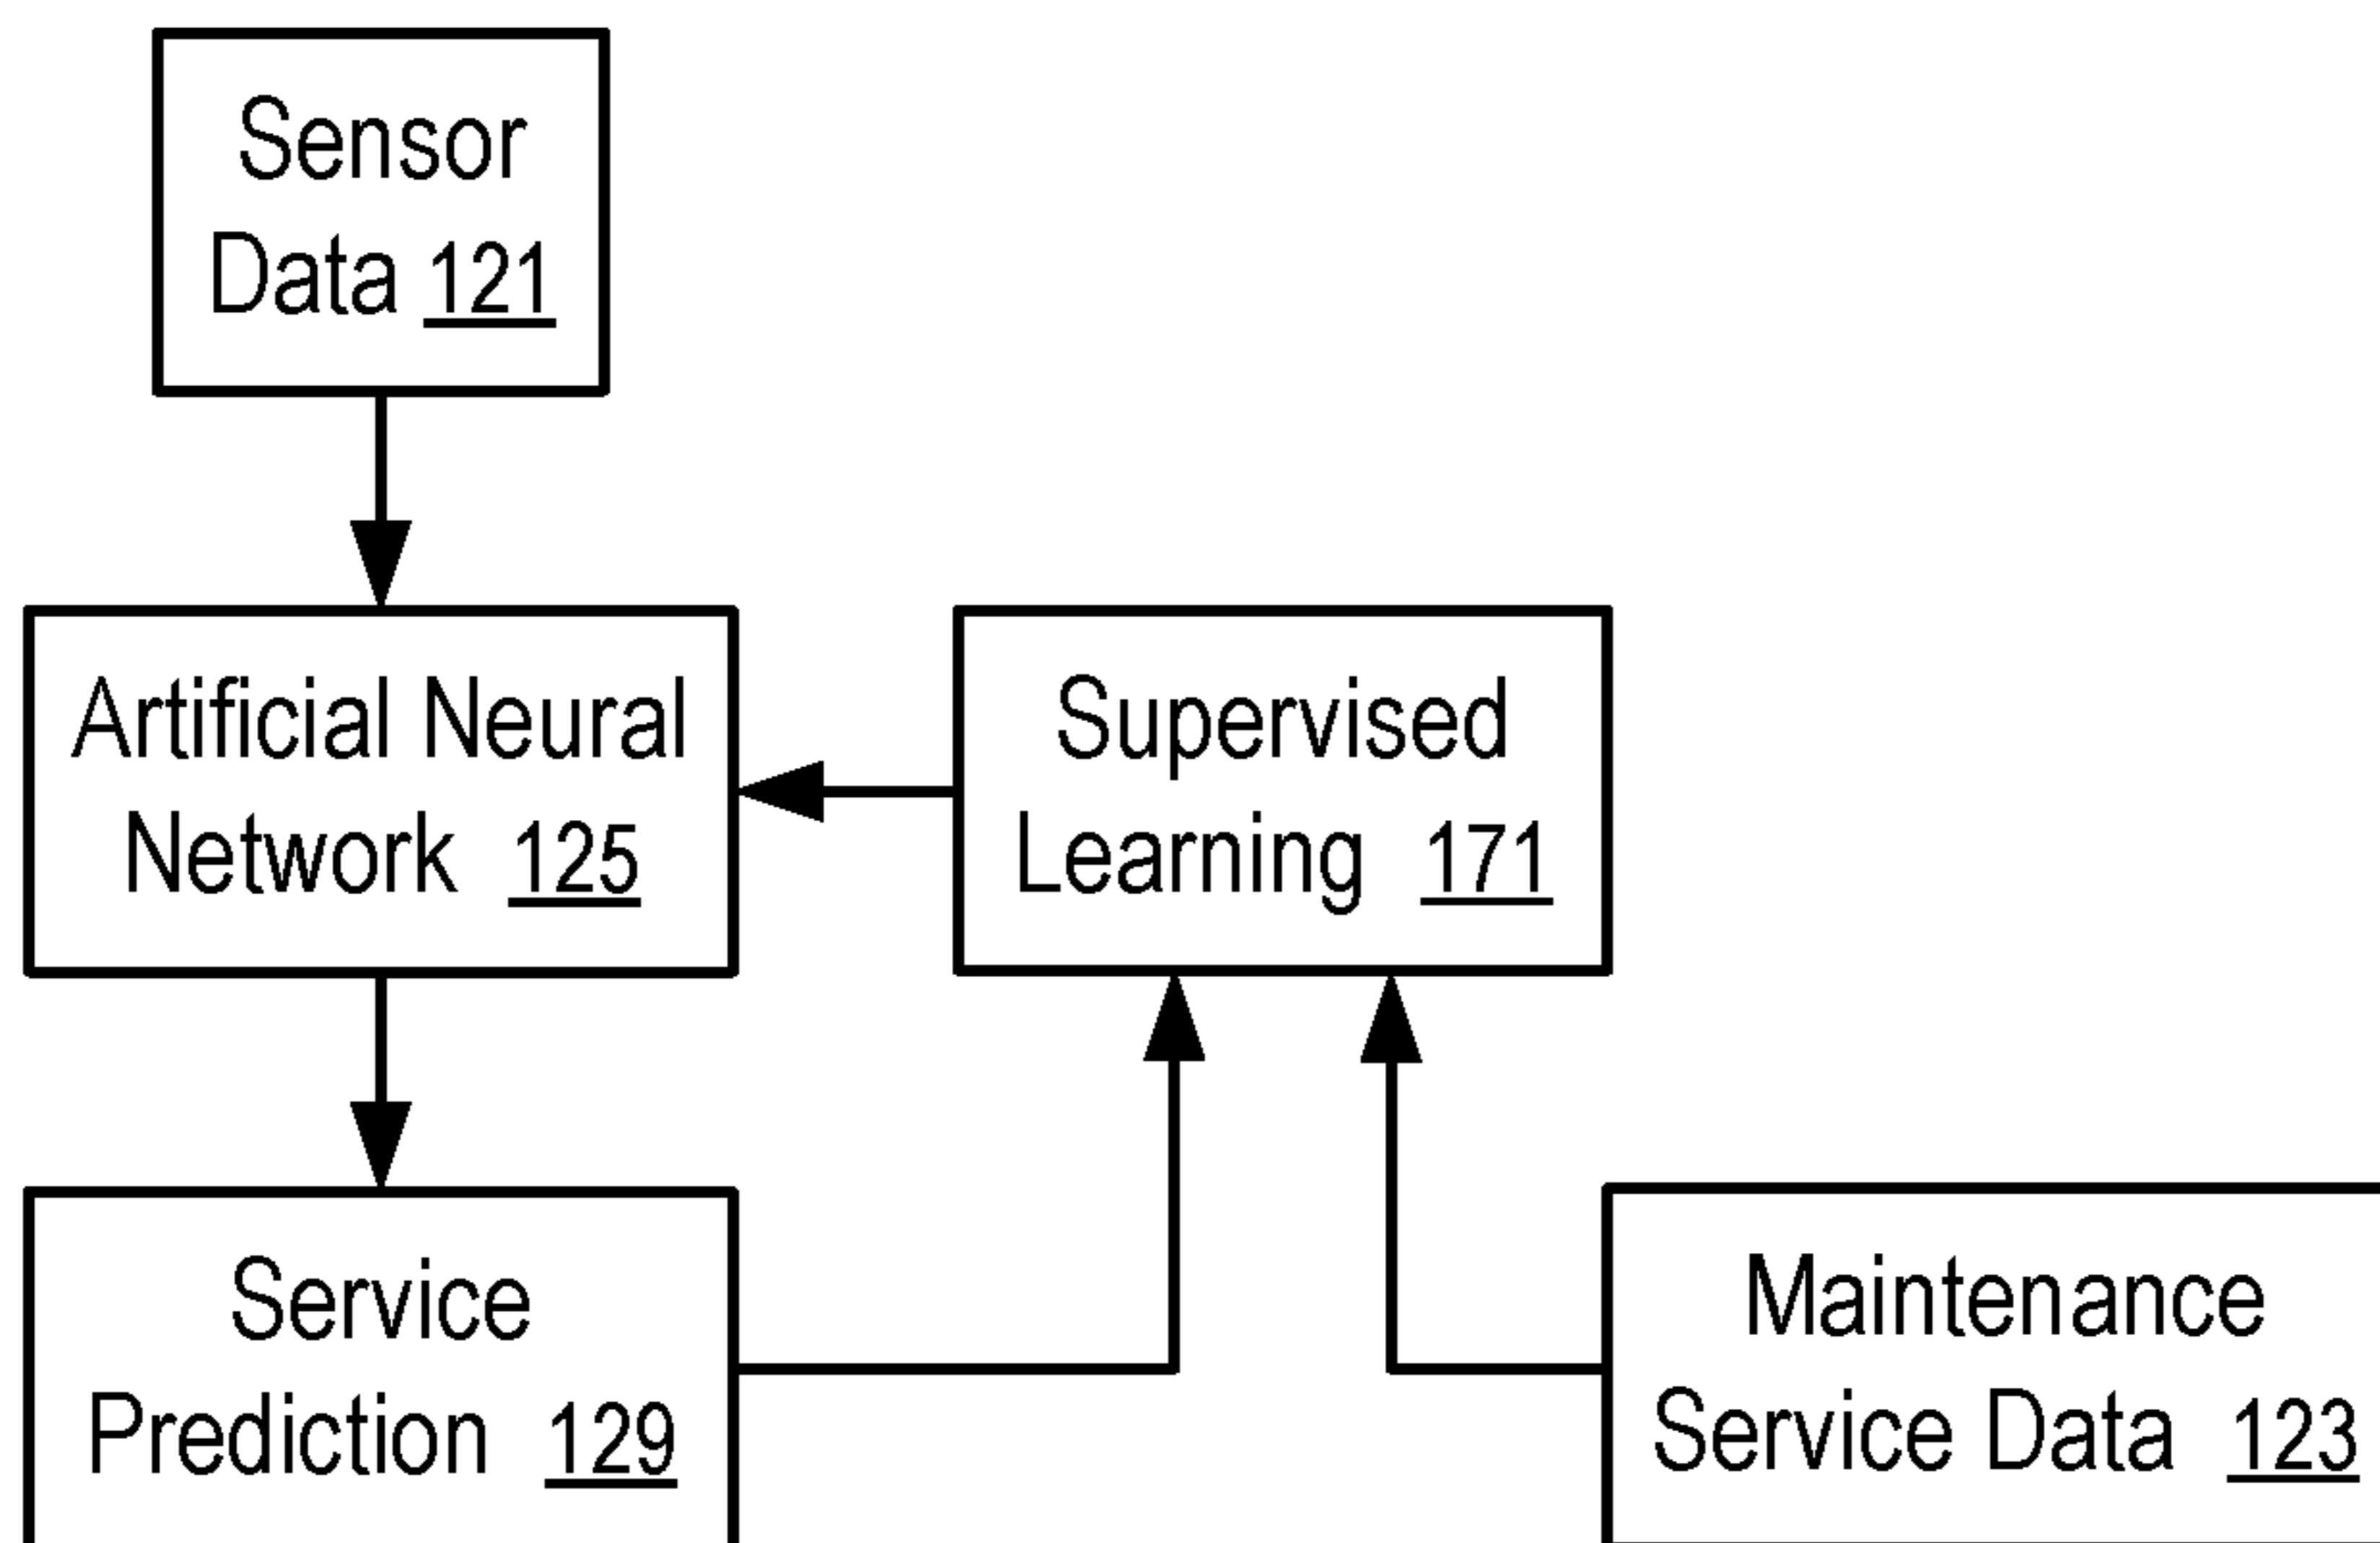 Sensor
Data 121
Artificial Neural
Network 125
Supervised
Learning 171
Service
Prediction 129
Maintenance
Service Data 123